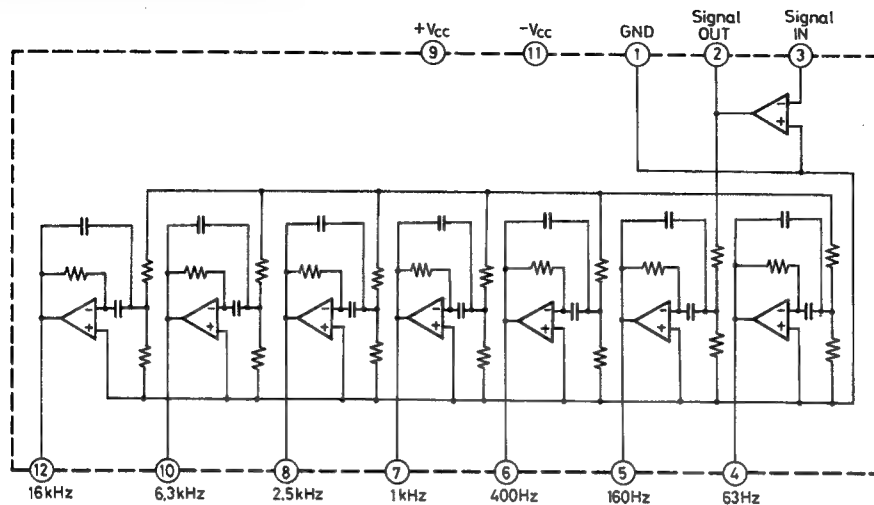 +Vcc
-Vcc
GND
Signal
OUT
Signal
IN
9
11
1
2
3
-
+
-
+
-
+
-
+
-
+
-
+
-
+
-
+
12
10
8
7
6
5
4
16kHz
6,3kHz
2.5kHz
1kHz
400Hz
160Hz
63Hz